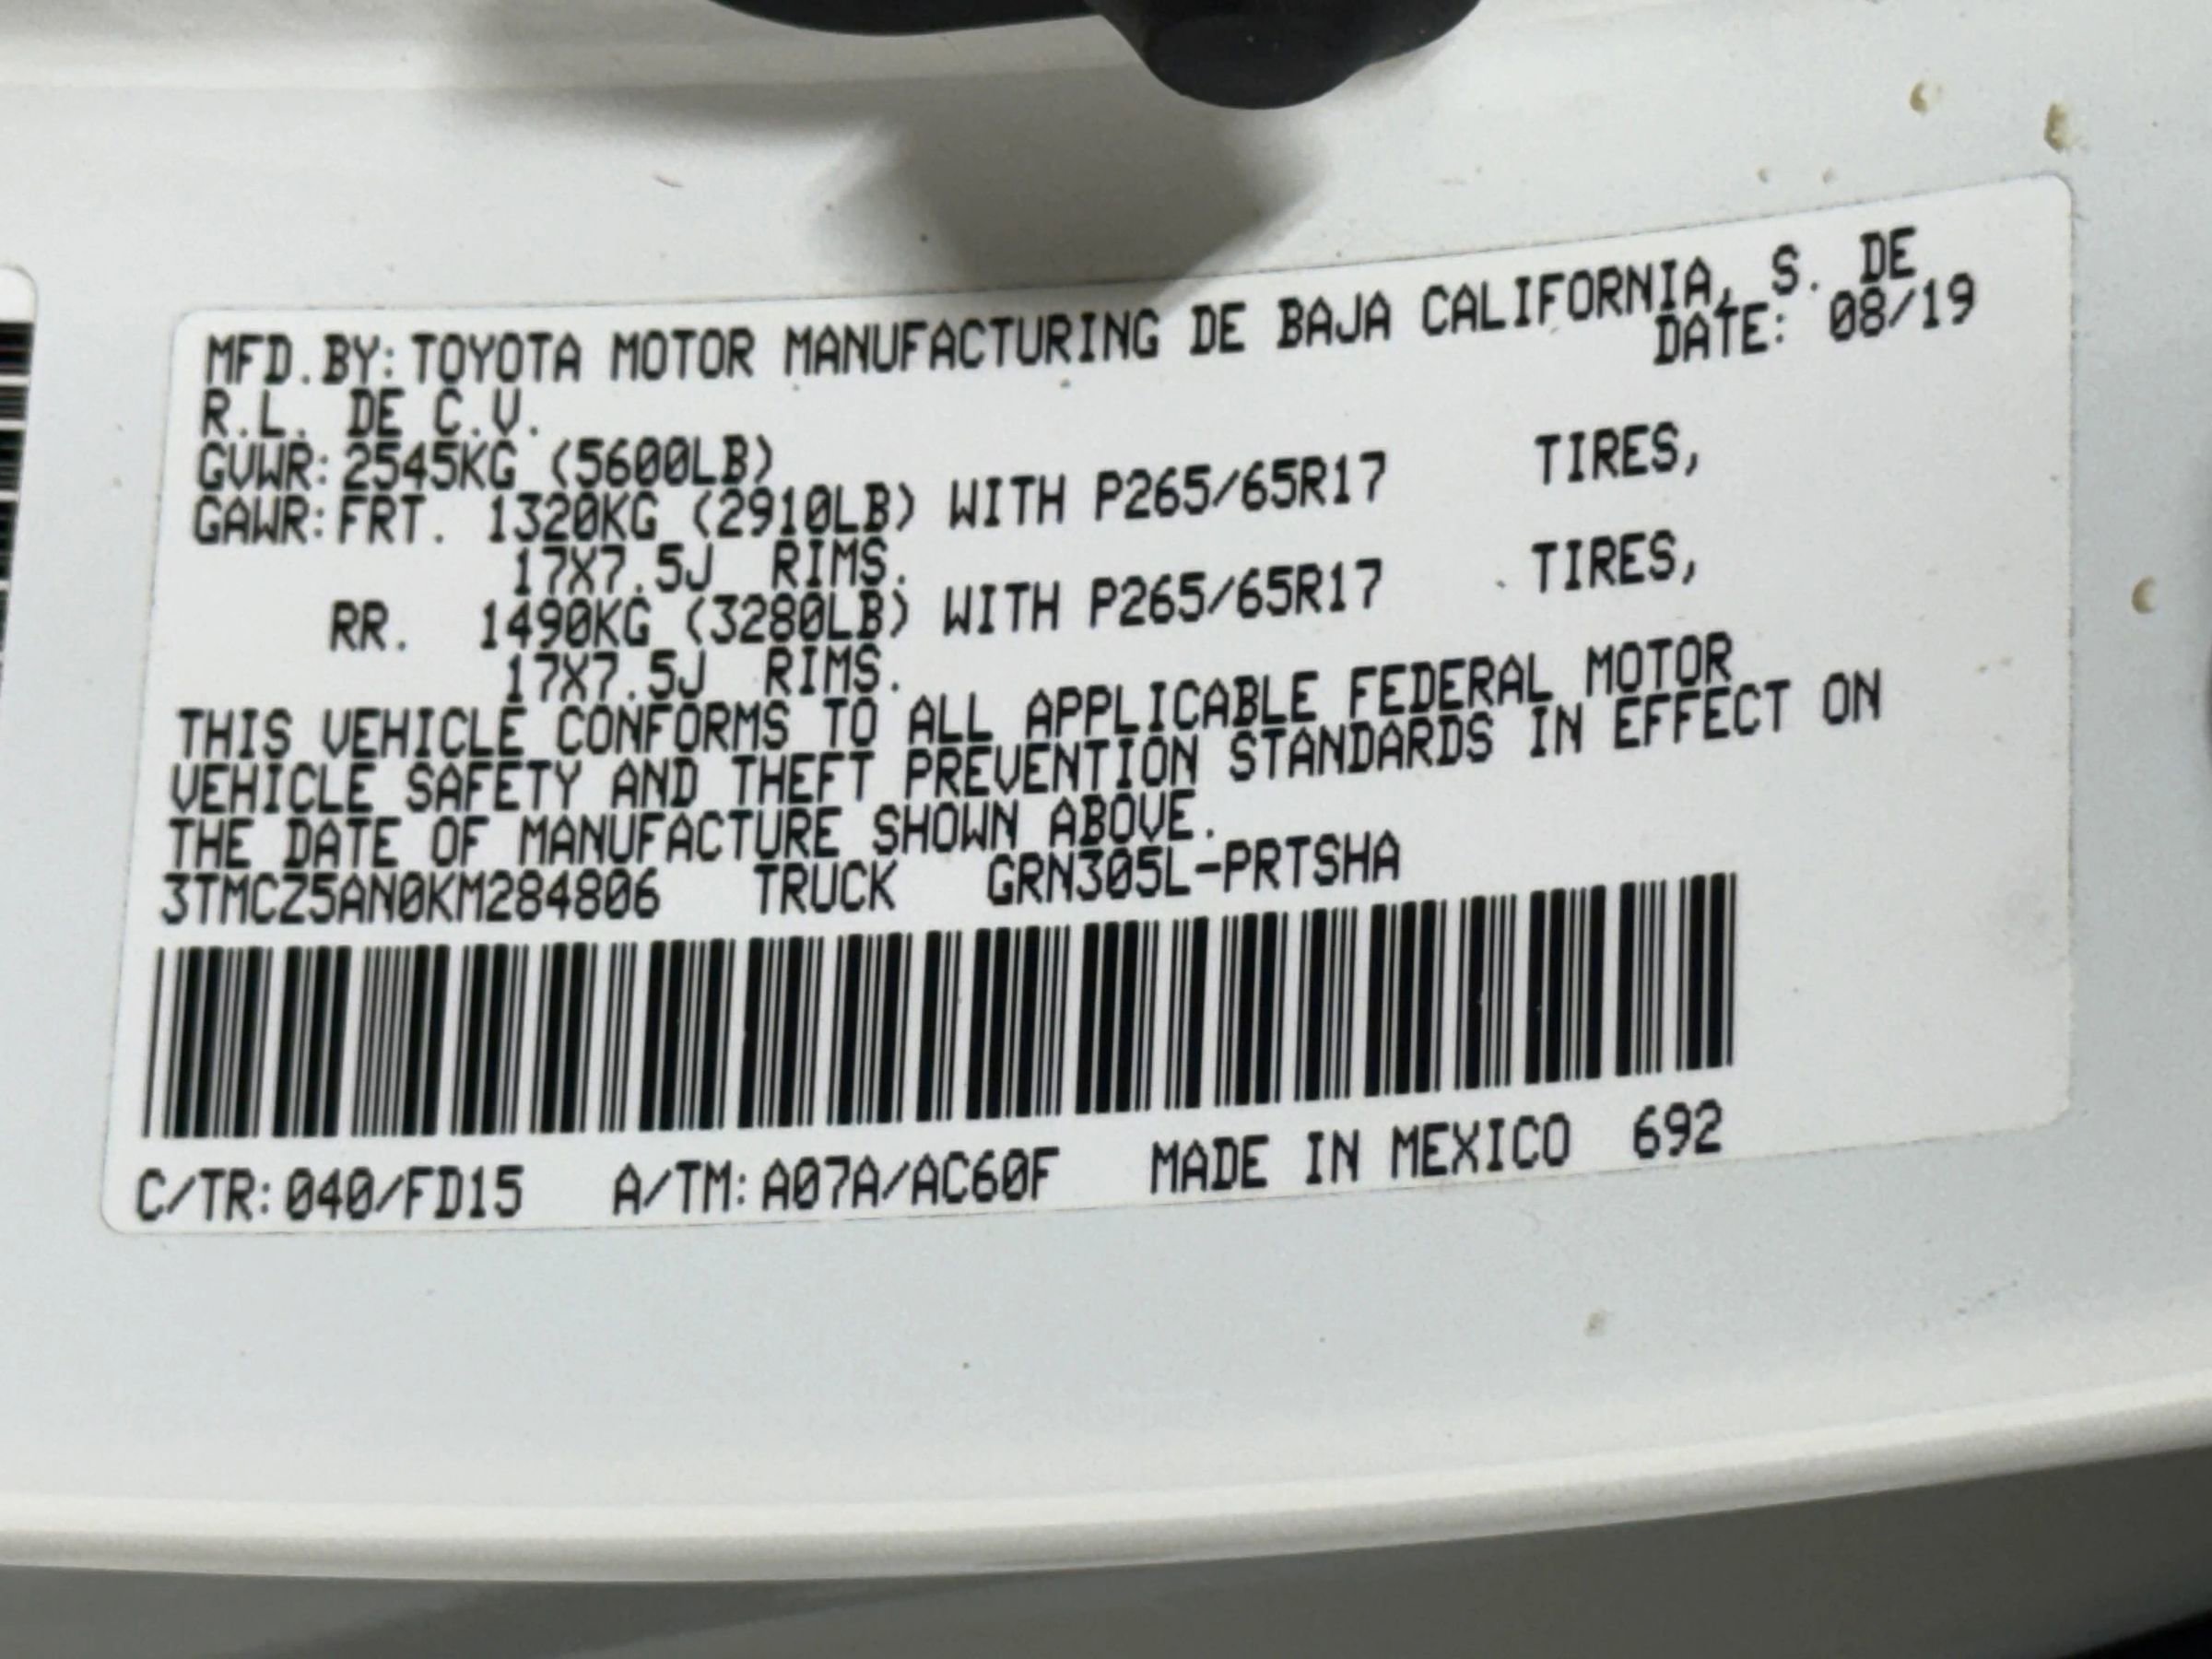 MFD.BY:TOYOTA MOTOR MANUFACTURING DE BAJA CALIFORNIA, S. DE
R.L. DE C.V. DATE: 08/19
GVWR:2545KG (5600LB)
GAWR:FRT. 1320KG (2910LB) WITH P265/65R17 TIRES,
17X7.5J RIMS.
RR. 1490KG (3280LB) WITH P265/65R17 TIRES,
17X7.5J RIMS.
THIS VEHICLE CONFORMS TO ALL APPLICABLE FEDERAL MOTOR
VEHICLE SAFETY AND THEFT PREVENTION STANDARDS IN EFFECT ON
THE DATE OF MANUFACTURE SHOWN ABOVE.
3TMCZ5AN0KM284806 TRUCK GRN305L-PRTSHA
C/TR:040/FD15 A/TM:A07A/AC60F MADE IN MEXICO 692